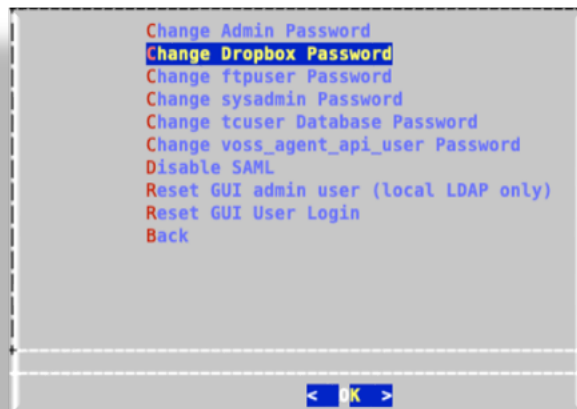 Change Admin Password
Change Dropbox Password
Change ftpuser Password
Change sysadmin Password
Change tcuser Database Password
Change voss_agent_api_user Password
Disable SAML
Reset GUI admin user (local LDAP only)
Reset GUI User Login
Back
< OK >